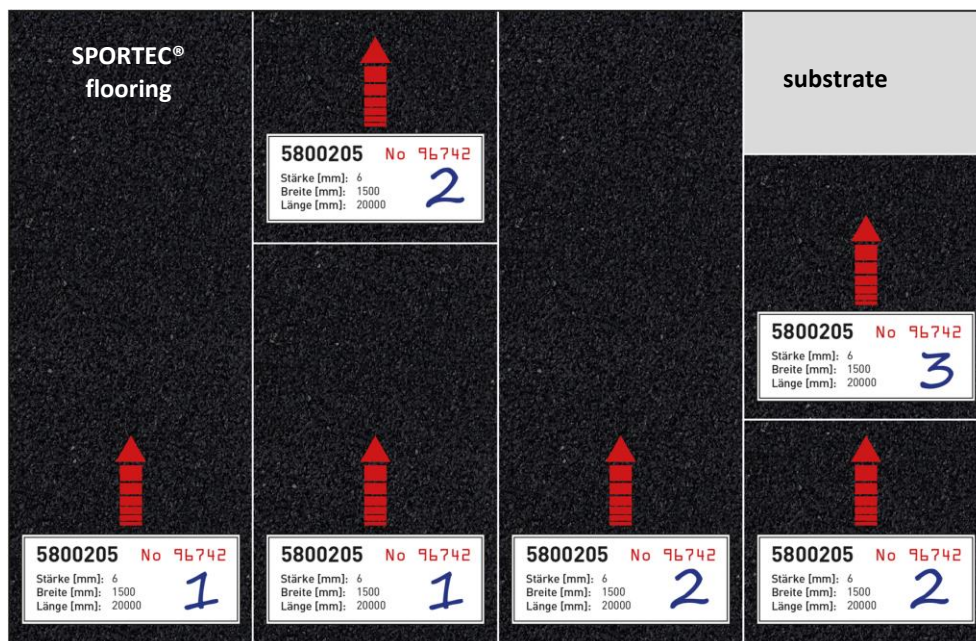 SPORTEC®
flooring
substrate
5800205 No 96742
Stärke [mm]: 6
Breite [mm]: 1500
Länge [mm]: 20000
2
5800205 No 96742
Stärke [mm]: 6
Breite [mm]: 1500
Länge [mm]: 20000
3
5800205 No 96742
Stärke [mm]: 6
Breite [mm]: 1500
Länge [mm]: 20000
1
5800205 No 96742
Stärke [mm]: 6
Breite [mm]: 1500
Länge [mm]: 20000
1
5800205 No 96742
Stärke [mm]: 6
Breite [mm]: 1500
Länge [mm]: 20000
2
5800205 No 96742
Stärke [mm]: 6
Breite [mm]: 1500
Länge [mm]: 20000
2